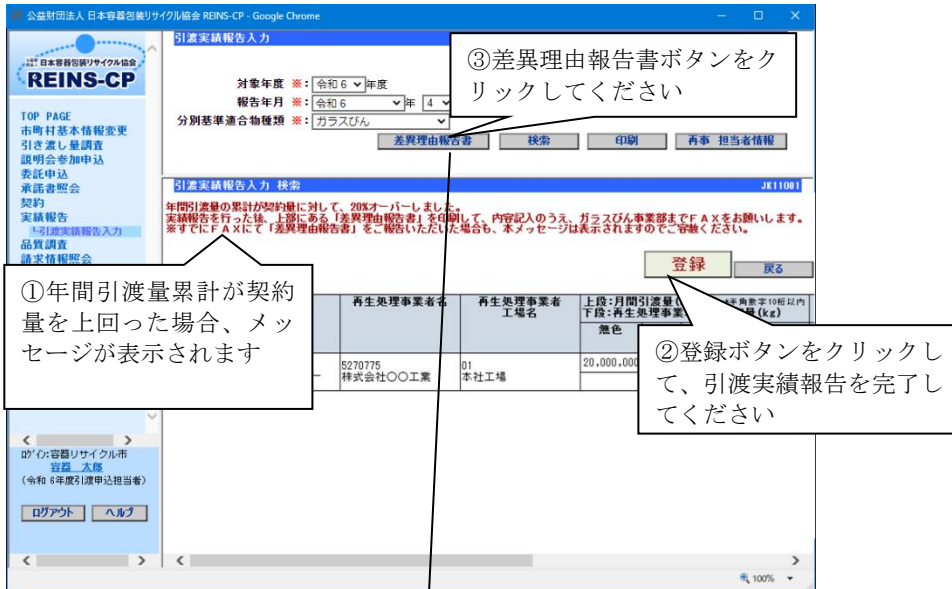 公益財団法人 日本容器包装リサイクル協会 REINS-CP - Google Chrome
日本容器包装リサイクル協会
REINS-CP
TOP PAGE
市町村基本情報変更
引き渡し量調査
説明会参加申込
委託申込
承諾書照会
契約
実績報告
└引渡実績報告入力
品質調査
請求情報照会
引渡実績報告入力
対象年度 ※: 令和6 年度
報告年月 ※: 令和6 年 4
分別基準適合物種類 ※: ガラスびん
差異理由報告書 検索 印刷 再事 担当者情報
③差異理由報告書ボタンをク
リックしてください
引渡実績報告入力 検索 JK11001
年間引渡量の累計が契約量に対して、20%オーバーしました。
実績報告を行った後、上部にある「差異理由報告書」を印刷して、内容記入のうえ、ガラスびん事業部までFAXをお願いします。
※すでにFAXにて「差異理由報告書」をご報告いただいた場合も、本メッセージは表示されますのでご容赦ください。
登録 戻る
①年間引渡量累計が契約
量を上回った場合、メッ
セージが表示されます
再生処理事業者名 再生処理事業者
工場名
上段:月間引渡量( *半角数字10桁以内
下段:再生処理事業 量(kg)
無色
5270775 01 20,000,000
株式会社〇〇工業 本社工場
②登録ボタンをクリックし
て、引渡実績報告を完了し
てください
ログイン:容器リサイクル市
容器 太郎
(令和 6年度引渡申込担当者)
ログアウト ヘルプ
100%